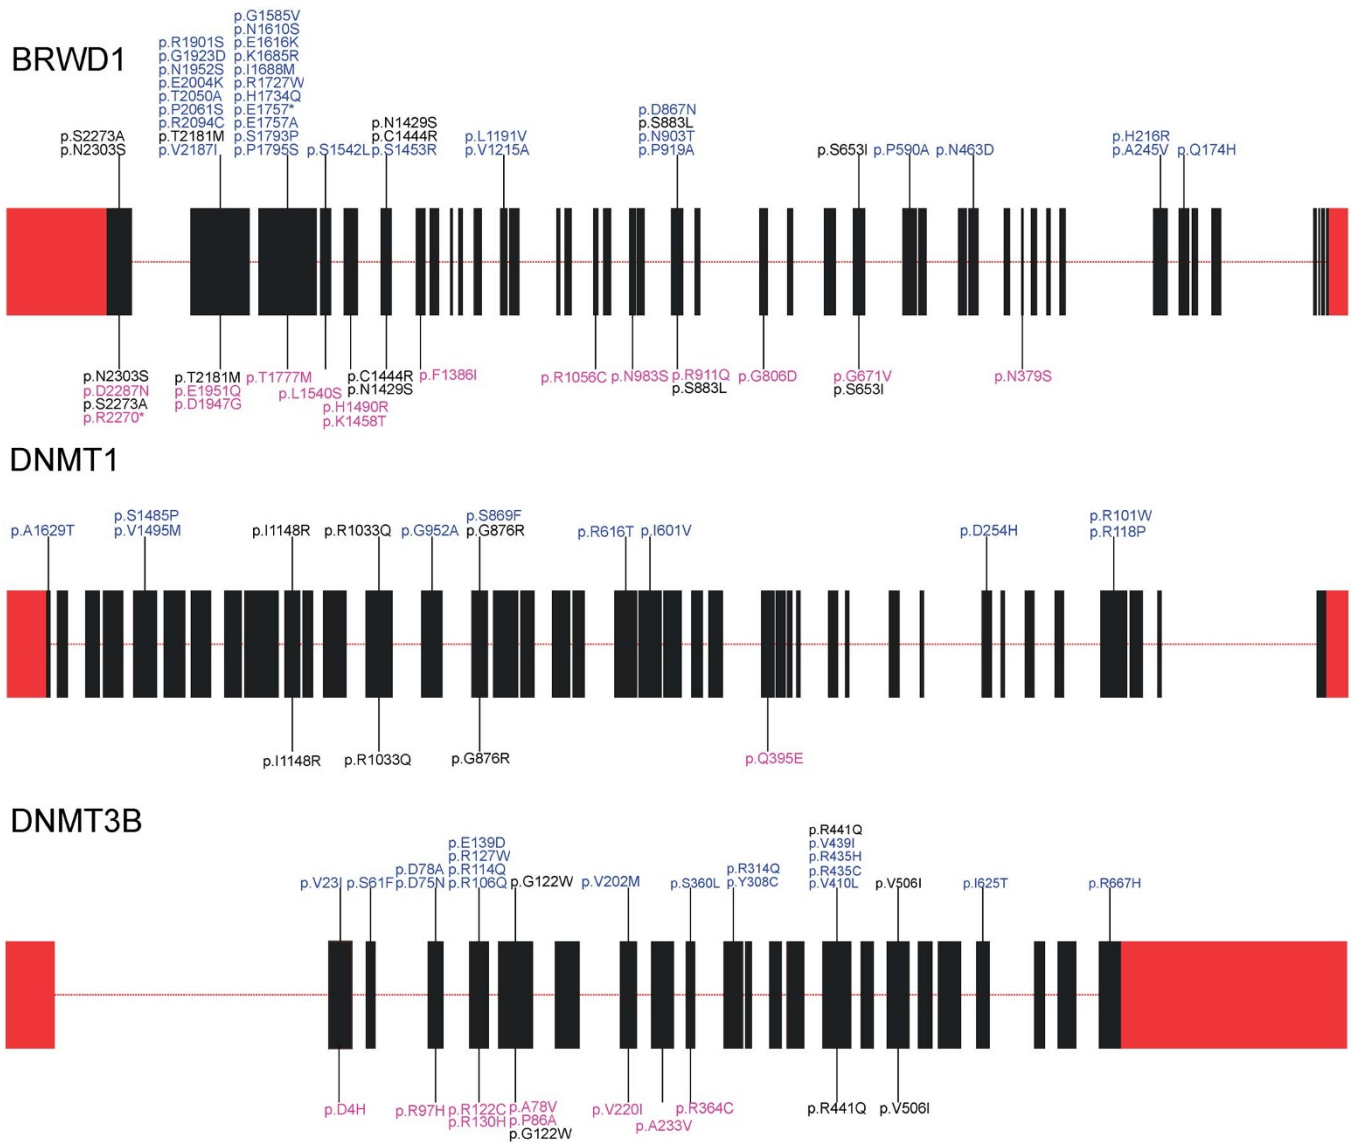 BRWD1
p.R1901S
p.G1923D
p.N1952S
p.E2004K
p.T2050A
p.P2061S
p.R2094C
p.T2181M
p.V2187I
p.G1585V
p.N1610S
p.E1616K
p.K1685R
p.I1688M
p.R1727W
p.H1734Q
p.E1757*
p.E1757A
p.S1793P
p.P1795S
p.S2273A
p.N2303S
p.S1542L
p.N1429S
p.C1444R
p.S1453R
p.L1191V
p.V1215A
p.D867N
p.S883L
p.N903T
p.P919A
p.S653I
p.P590A
p.N463D
p.H216R
p.A245V
p.Q174H
p.N2303S
p.D2287N
p.S2273A
p.R2270*
p.T2181M
p.E1951Q
p.D1947G
p.T1777M
p.L1540S
p.H1490R
p.K1458T
p.C1444R
p.N1429S
p.F1386I
p.R1056C
p.N983S
p.R911Q
p.S883L
p.G806D
p.G671V
p.S653I
p.N379S
DNMT1
p.A1629T
p.S1485P
p.V1495M
p.I1148R
p.R1033Q
p.G952A
p.S869F
p.G876R
p.R616T
p.I601V
p.D254H
p.R101W
p.R118P
p.I1148R
p.R1033Q
p.G876R
p.Q395E
DNMT3B
p.V23I
p.S61F
p.D78A
p.D75N
p.E139D
p.R127W
p.R114Q
p.R106Q
p.G122W
p.V202M
p.S360L
p.R314Q
p.Y308C
p.R441Q
p.V439I
p.R435H
p.R435C
p.V410L
p.V506I
p.I625T
p.R667H
p.D4H
p.R97H
p.R122C
p.R130H
p.A78V
p.P86A
p.G122W
p.V220I
p.A233V
p.R364C
p.R441Q
p.V506I